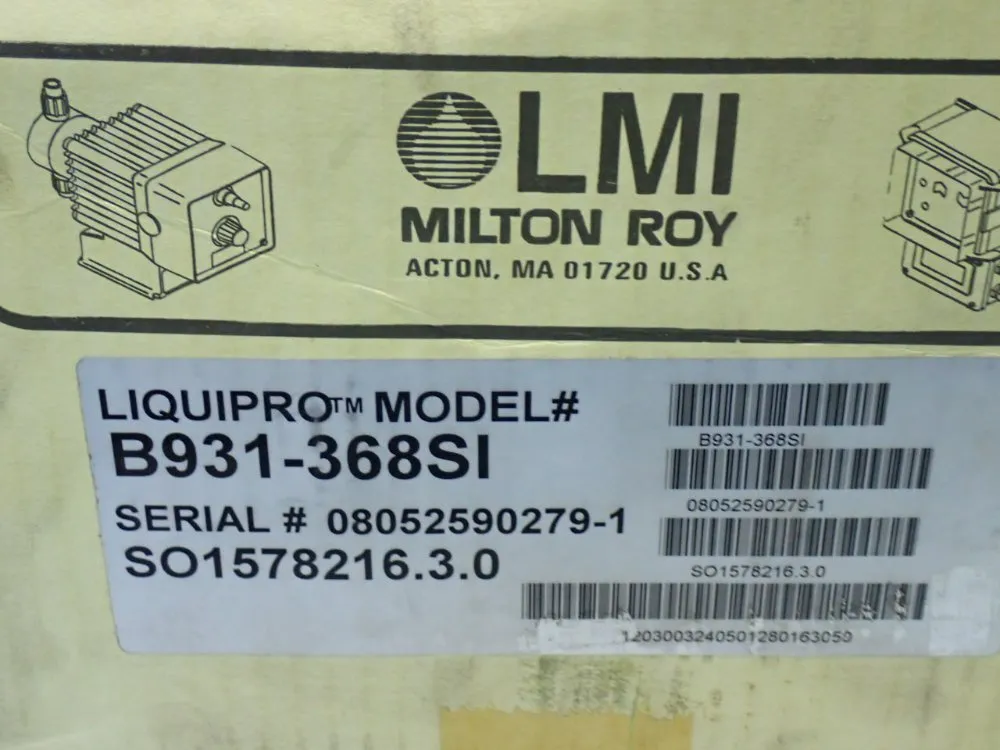 LMI
MILTON ROY
ACTON, MA 01720 U.S.A
LIQUIPRO™ MODEL#
B931-368SI
SERIAL # 08052590279-1
SO1578216.3.0
B931-368SI
08052590279-1
SO1578216.3.0
1203003240501280163059